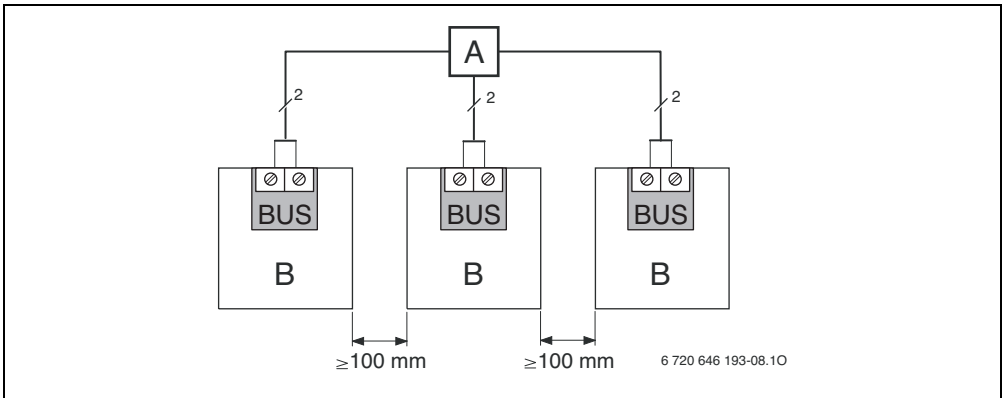 A
2 2 2
BUS BUS BUS
B B B
≥100 mm ≥100 mm
6 720 646 193-08.1O